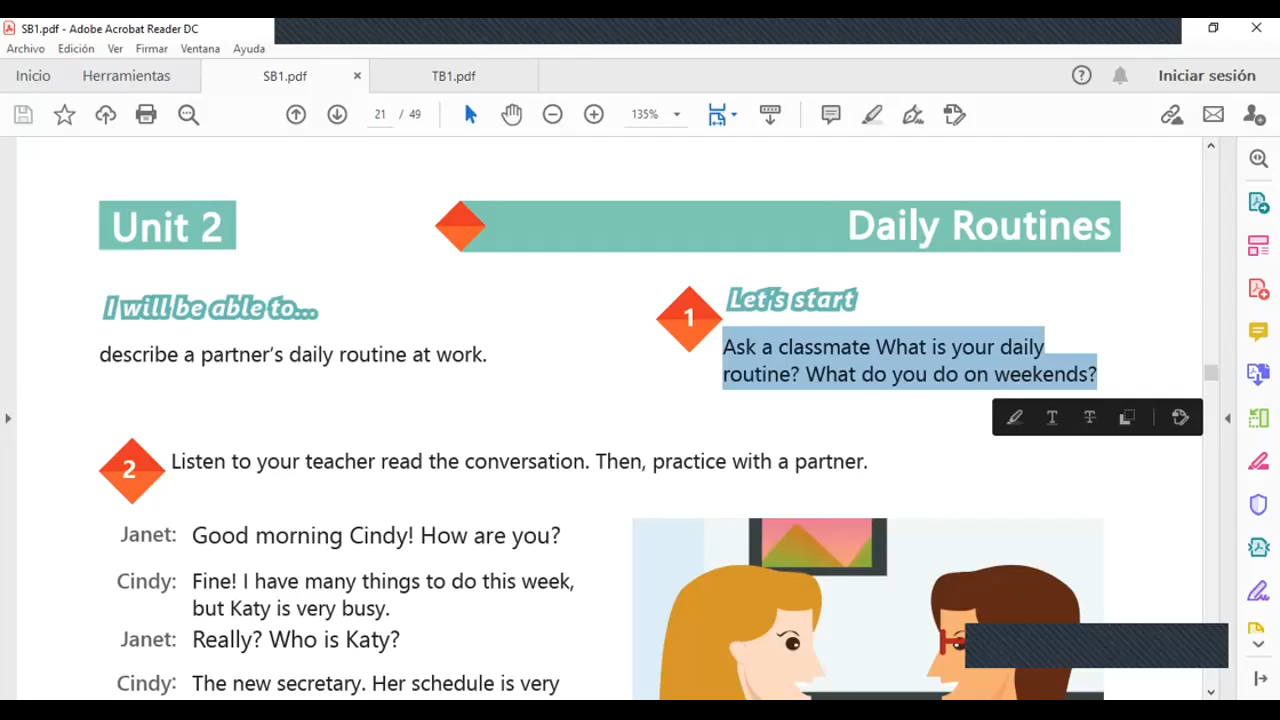 SB1.pdf - Adobe Acrobat Reader DC
Archivo Edición Ver Firmar Ventana Ayuda
Inicio Herramientas SB1.pdf × TB1.pdf Iniciar sesión
21 / 49 135%
Unit 2
Daily Routines
I will be able to...
describe a partner's daily routine at work.
1
Let's start
Ask a classmate What is your daily
routine? What do you do on weekends?
2
Listen to your teacher read the conversation. Then, practice with a partner.
Janet: Good morning Cindy! How are you?
Cindy: Fine! I have many things to do this week,
but Katy is very busy.
Janet: Really? Who is Katy?
Cindy: The new secretary. Her schedule is very